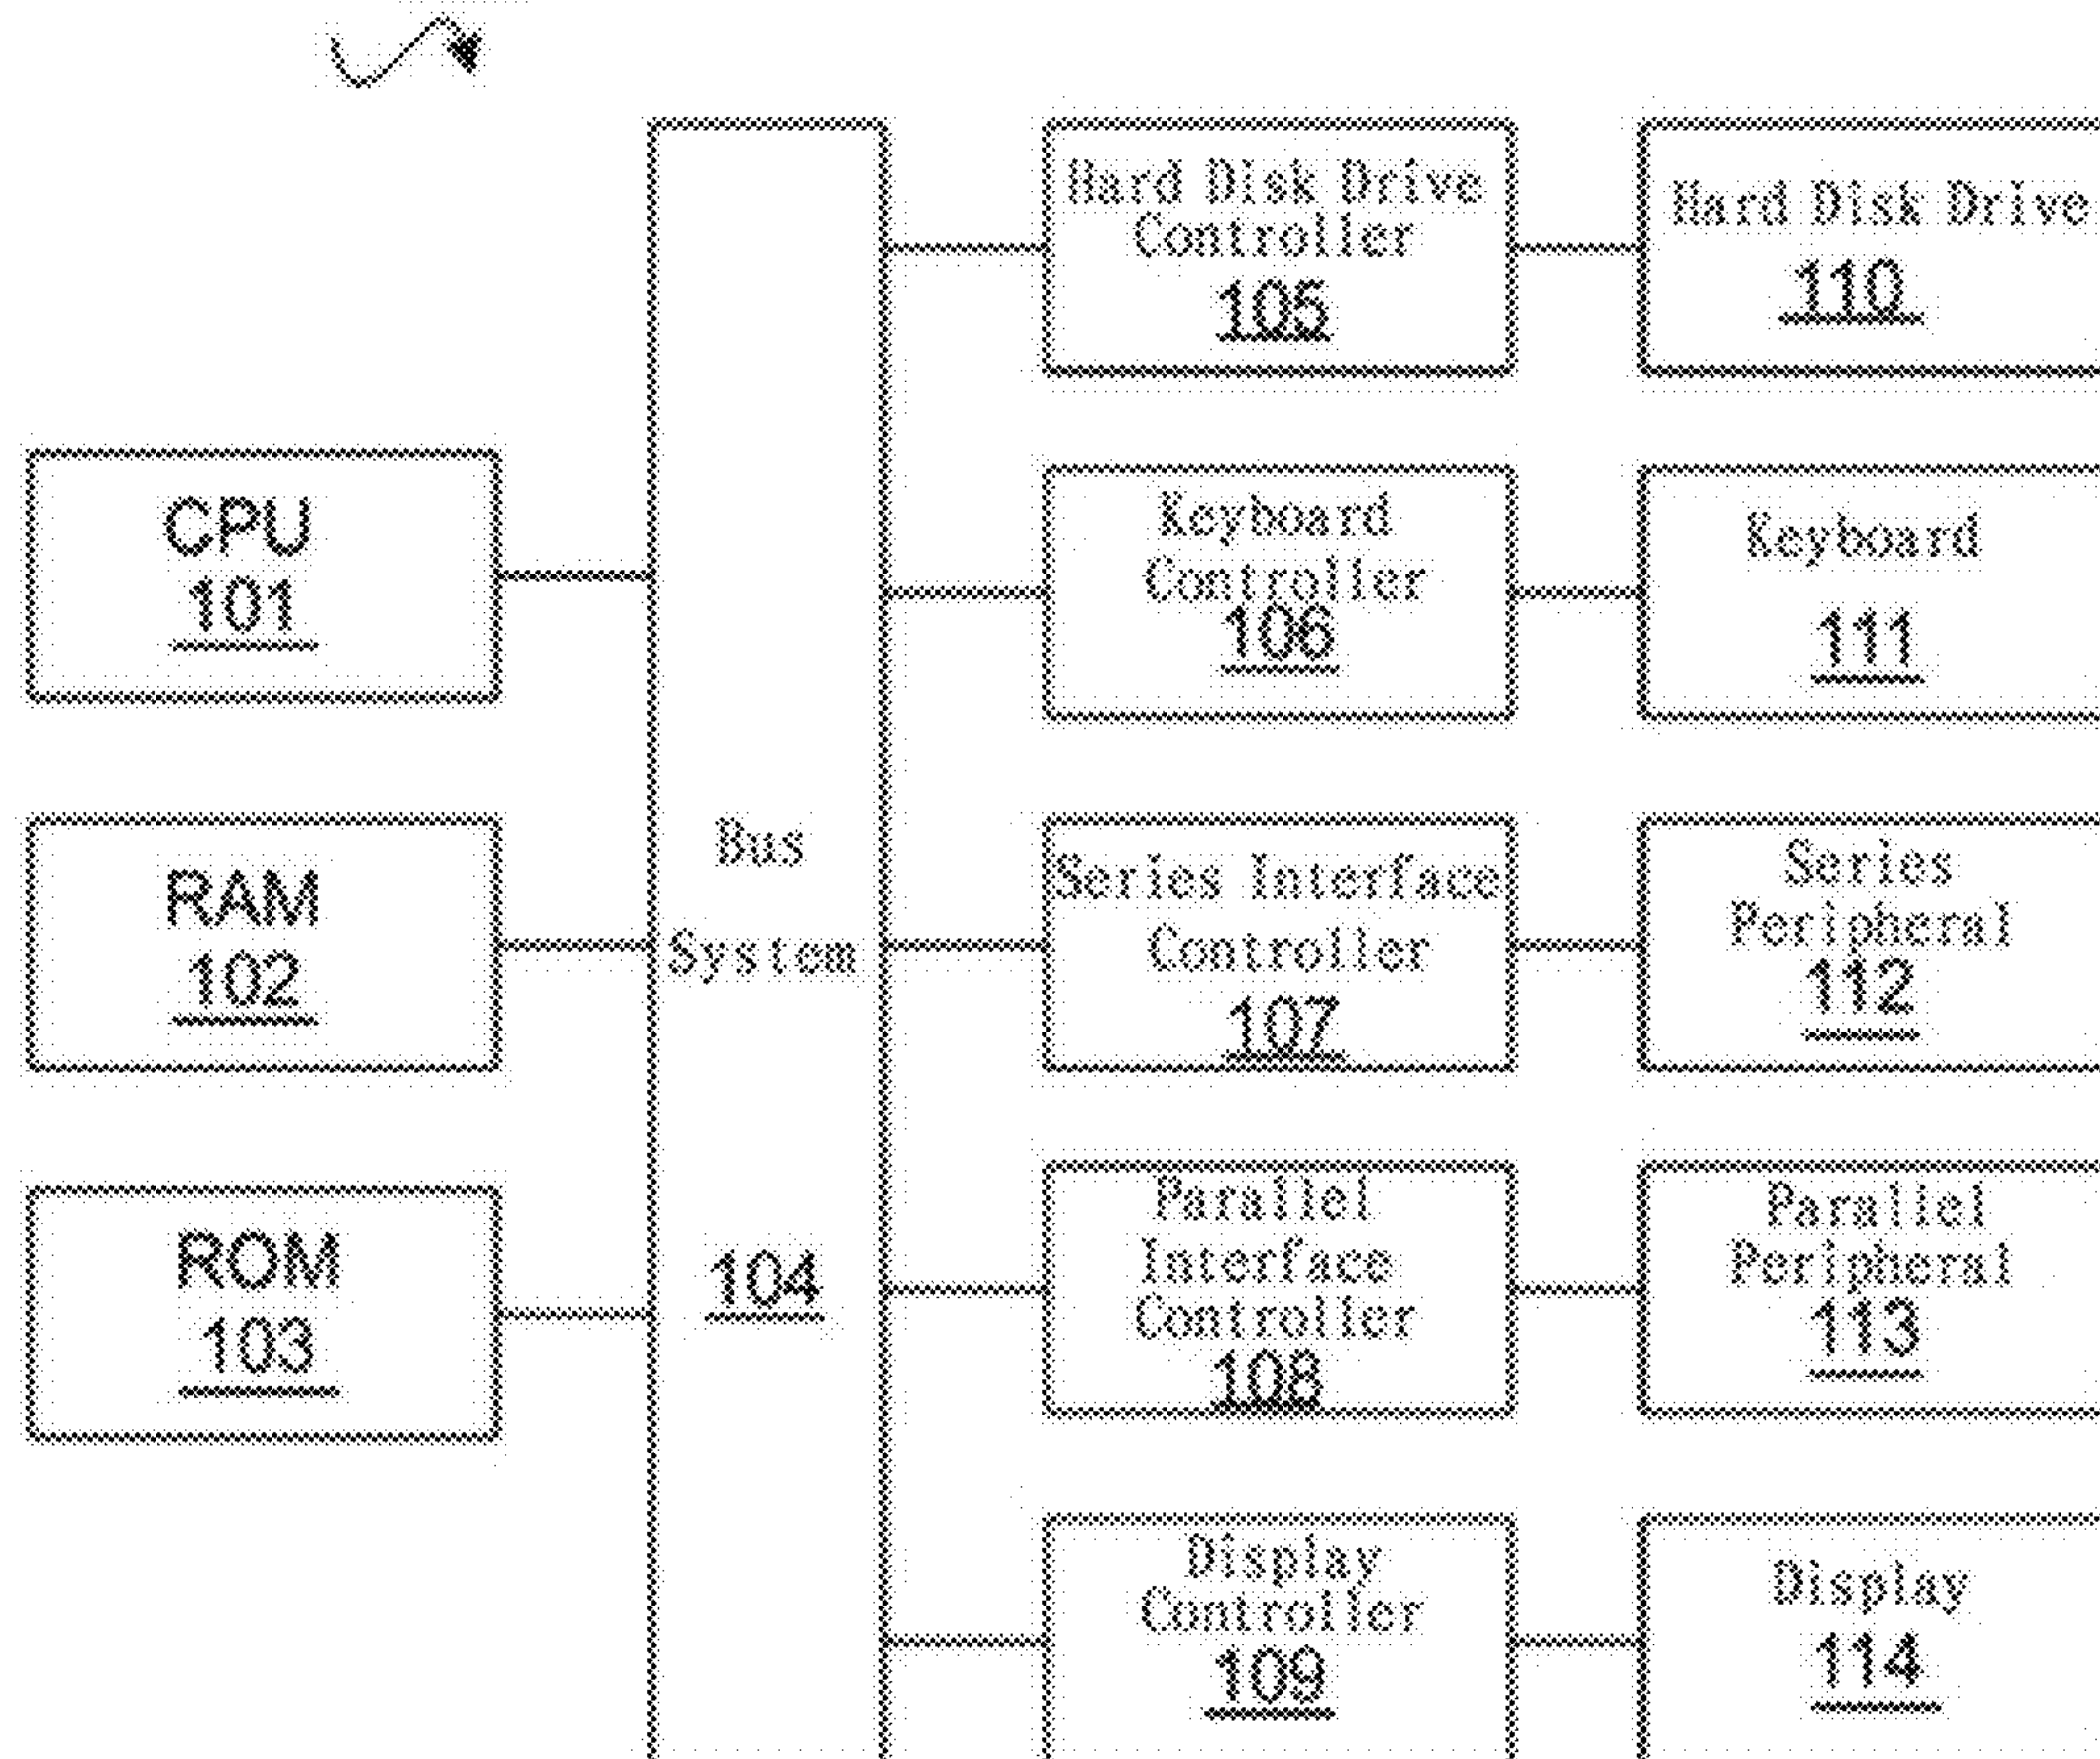 Hard Disk Drive
Controller
105
Hard Disk Drive
110
CPU
101
Keyboard
Controller
106
Keyboard
111
RAM
102
Bus
System
104
Series Interface
Controller
107
Series
Peripheral
112
ROM
103
Parallel
Interface
Controller
108
Parallel
Peripheral
113
Display
Controller
109
Display
114